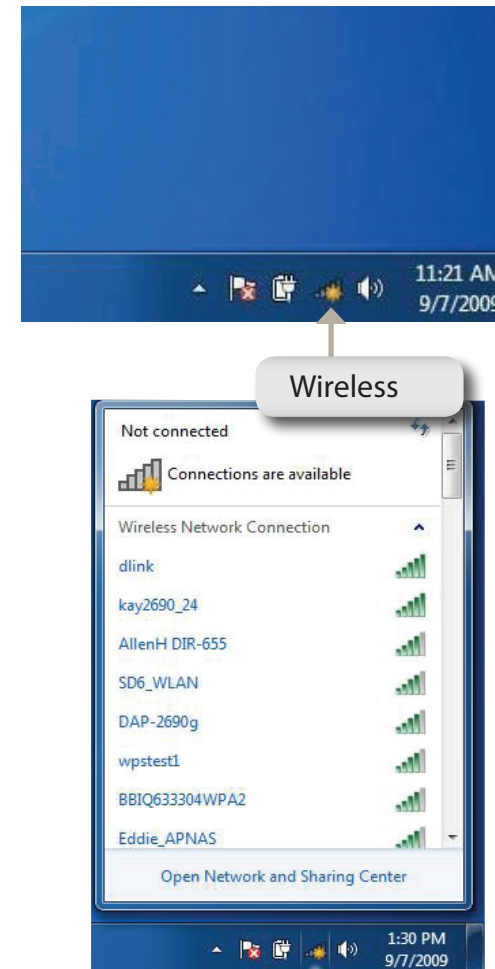 11:21 AM
9/7/2009
Wireless
Not connected
Connections are available
Wireless Network Connection
dlink
kay2690_24
AllenH DIR-655
SD6_WLAN
DAP-2690g
wpstest1
BBIQ633304WPA2
Eddie_APNAS
Open Network and Sharing Center
1:30 PM
9/7/2009